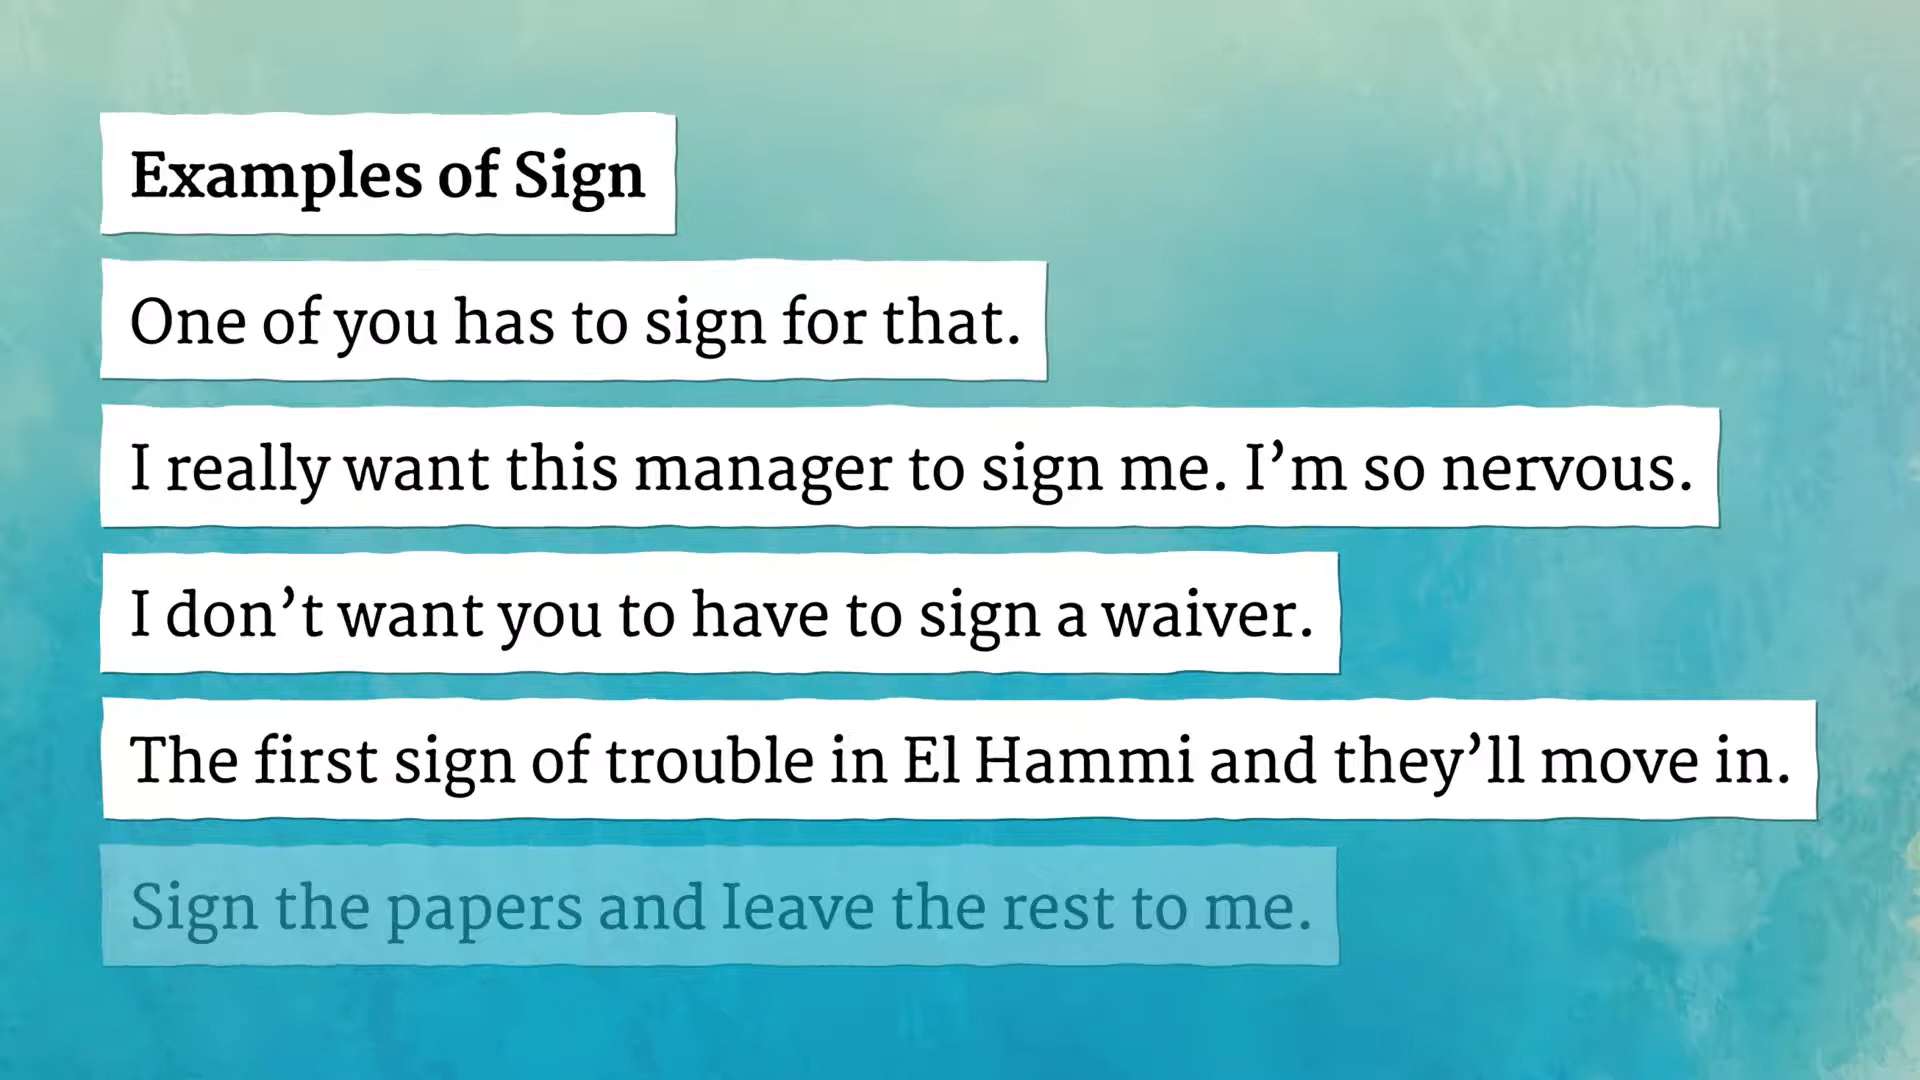 Examples of Sign
One of you has to sign for that.
I really want this manager to sign me. I’m so nervous.
I don’t want you to have to sign a waiver.
The first sign of trouble in El Hammi and they’ll move in.
Sign the papers and Ieave the rest to me.